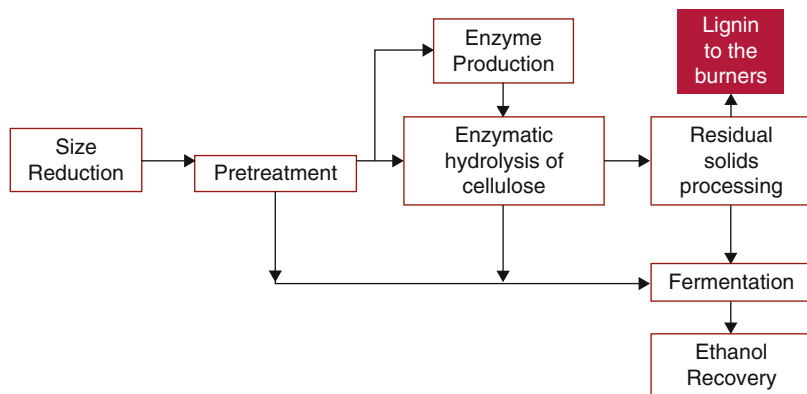 Size
Reduction
Pretreatment
Enzyme
Production
Enzymatic
hydrolysis of
cellulose
Lignin
to the
burners
Residual
solids
processing
Fermentation
Ethanol
Recovery